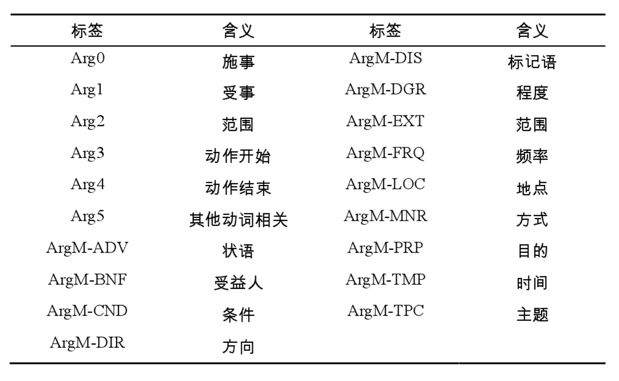 标签 含义 标签 含义
Arg0 施事 ArgM-DIS 标记语
Arg1 受事 ArgM-DGR 程度
Arg2 范围 ArgM-EXT 范围
Arg3 动作开始 ArgM-FRQ 频率
Arg4 动作结束 ArgM-LOC 地点
Arg5 其他动词相关 ArgM-MNR 方式
ArgM-ADV 状语 ArgM-PRP 目的
ArgM-BNF 受益人 ArgM-TMP 时间
ArgM-CND 条件 ArgM-TPC 主题
ArgM-DIR 方向